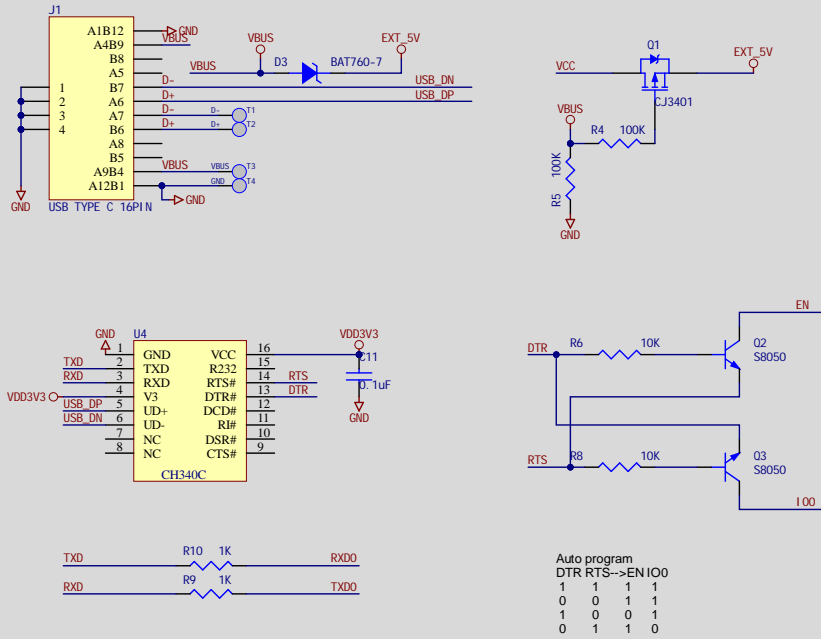 J1
A1B12
GND
A4B9
VBUS
B8
A5
B7
D-
USB_DN
A6
D+
USB_DP
A7
D-
D-
T1
B6
D+
D+
T2
A8
B5
A9B4
VBUS
VBUS
T3
A12B1
GND
T4
GND
1
2
3
4
GND
USB TYPE C 16PIN
VBUS
VBUS
D3
BAT760-7
EXT_5V
Q1
VCC
EXT_5V
CJ3401
VBUS
R4
100K
100K
R5
GND
GND
U4
1
GND
VCC
16
TXD
2
TXD
R232
15
RXD
3
RXD
RTS#
14
RTS
VDD3V3
4
V3
DTR#
13
DTR
USB_DP
5
UD+
DCD#
12
USB_DN
6
UD-
RI#
11
7
NC
DSR#
10
8
NC
CTS#
9
CH340C
VDD3V3
C11
0.1uF
GND
EN
DTR
R6
10K
Q2
S8050
RTS
R8
10K
Q3
S8050
IO0
TXD
R10
1K
RXD0
RXD
R9
1K
TXD0
Auto program
DTR RTS-->EN IO0
1 1 1 1
0 0 1 1
1 0 0 1
0 1 1 0